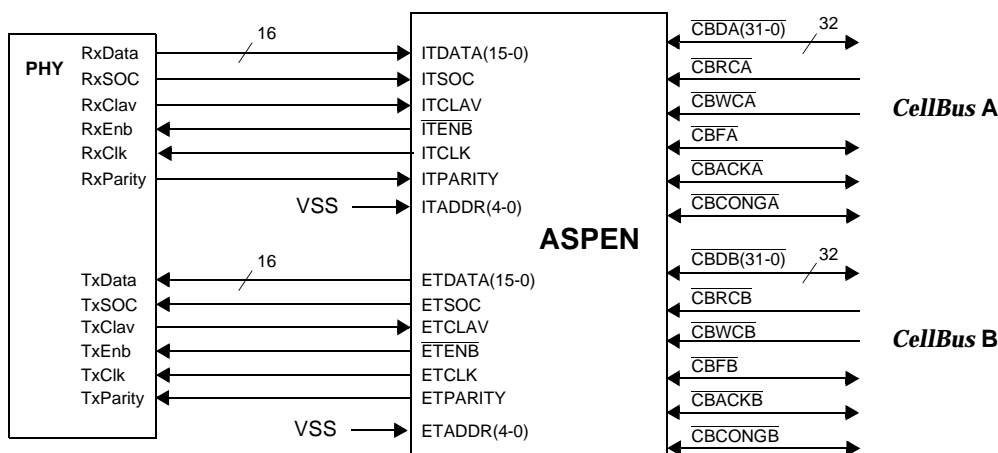 PHY
RxData
RxSOC
RxClav
RxEnb
RxClk
RxParity
TxData
TxSOC
TxClav
TxEnb
TxClk
TxParity
16
VSS
16
VSS
ITDATA(15-0)
ITSOC
ITCLAV
ITENB
ITCLK
ITPARITY
ITADDR(4-0)
ASPEN
ETDATA(15-0)
ETSOC
ETCLAV
ETENB
ETCLK
ETPARITY
ETADDR(4-0)
CBDA(31-0)
32
CBRCA
CBWCA
CBFA
CBACKA
CBCONGA
CellBus A
CBDB(31-0)
32
CBRCB
CBWCB
CBFB
CBACKB
CBCONGB
CellBus B